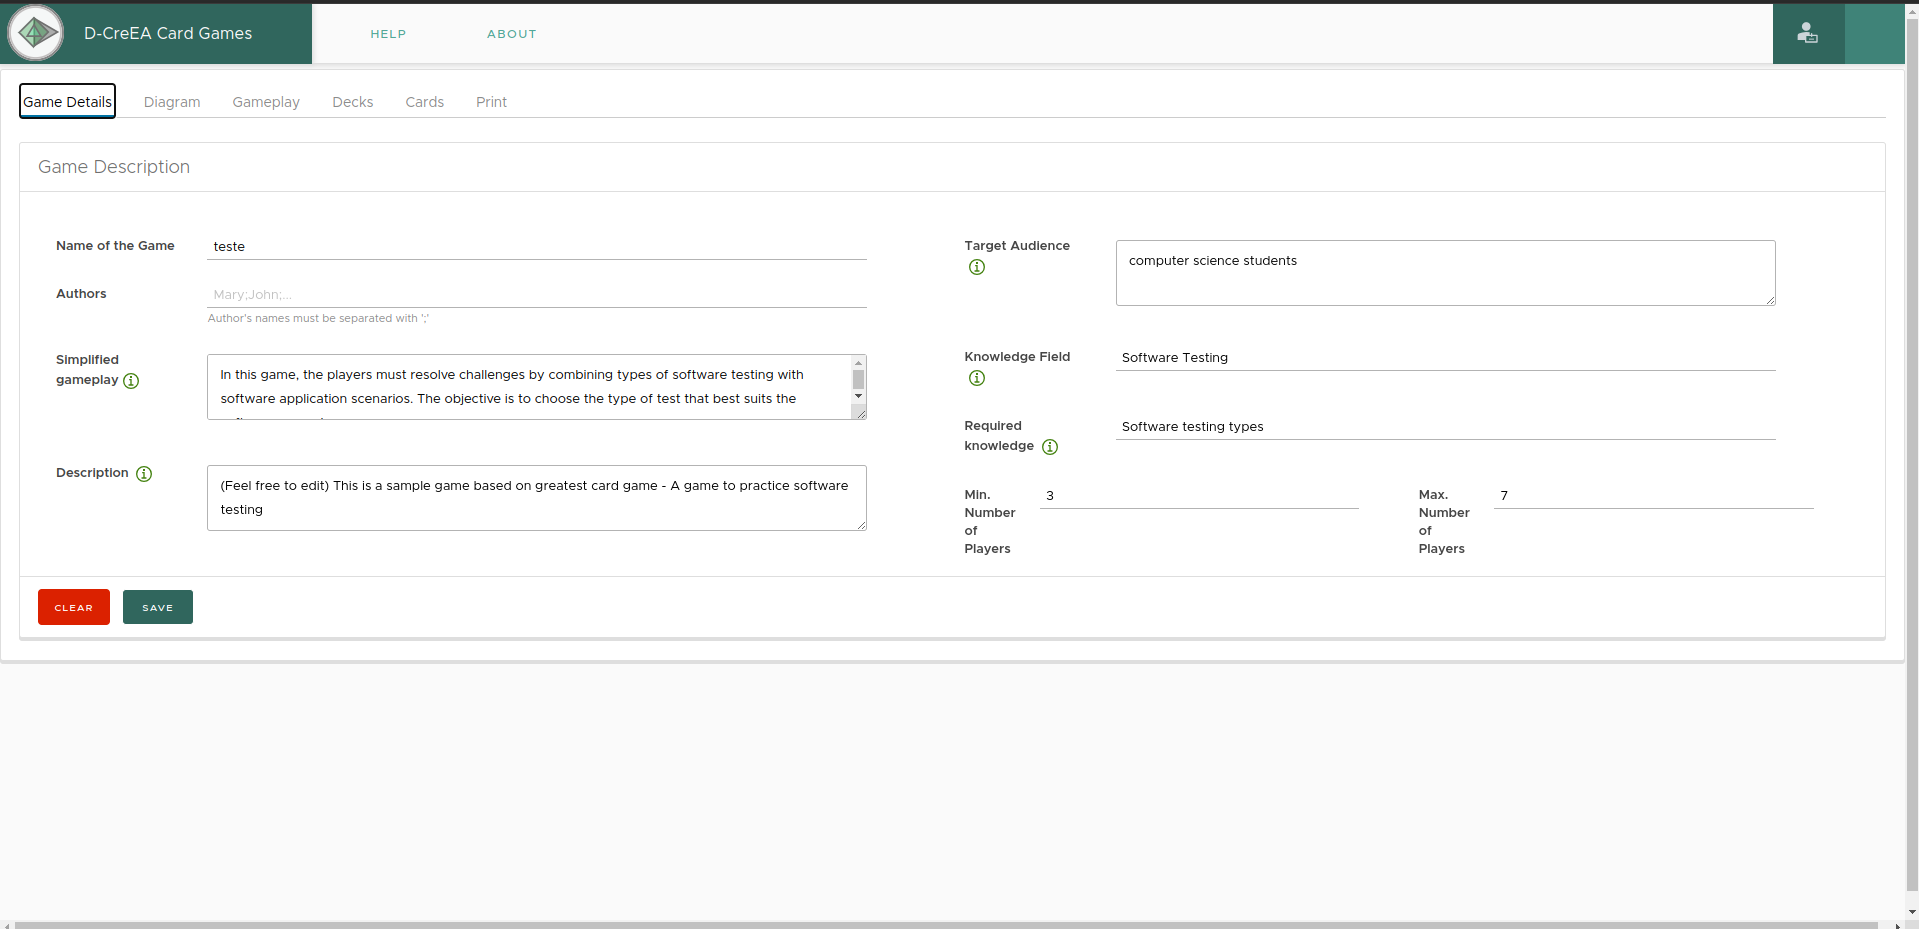 D-CreEA Card Games
HELP
ABOUT
Game Details
Diagram
Gameplay
Decks
Cards
Print
Game Description
Name of the Game
teste
Authors
Mary;John;...
Author's names must be separated with ';'
Simplified
gameplay
In this game, the players must resolve challenges by combining types of software testing with
software application scenarios. The objective is to choose the type of test that best suits the
Description
(Feel free to edit) This is a sample game based on greatest card game - A game to practice software
testing
Target Audience
computer science students
Knowledge Field
Software Testing
Required
knowledge
Software testing types
Min.
Number
of
Players
3
Max.
Number
of
Players
7
CLEAR
SAVE